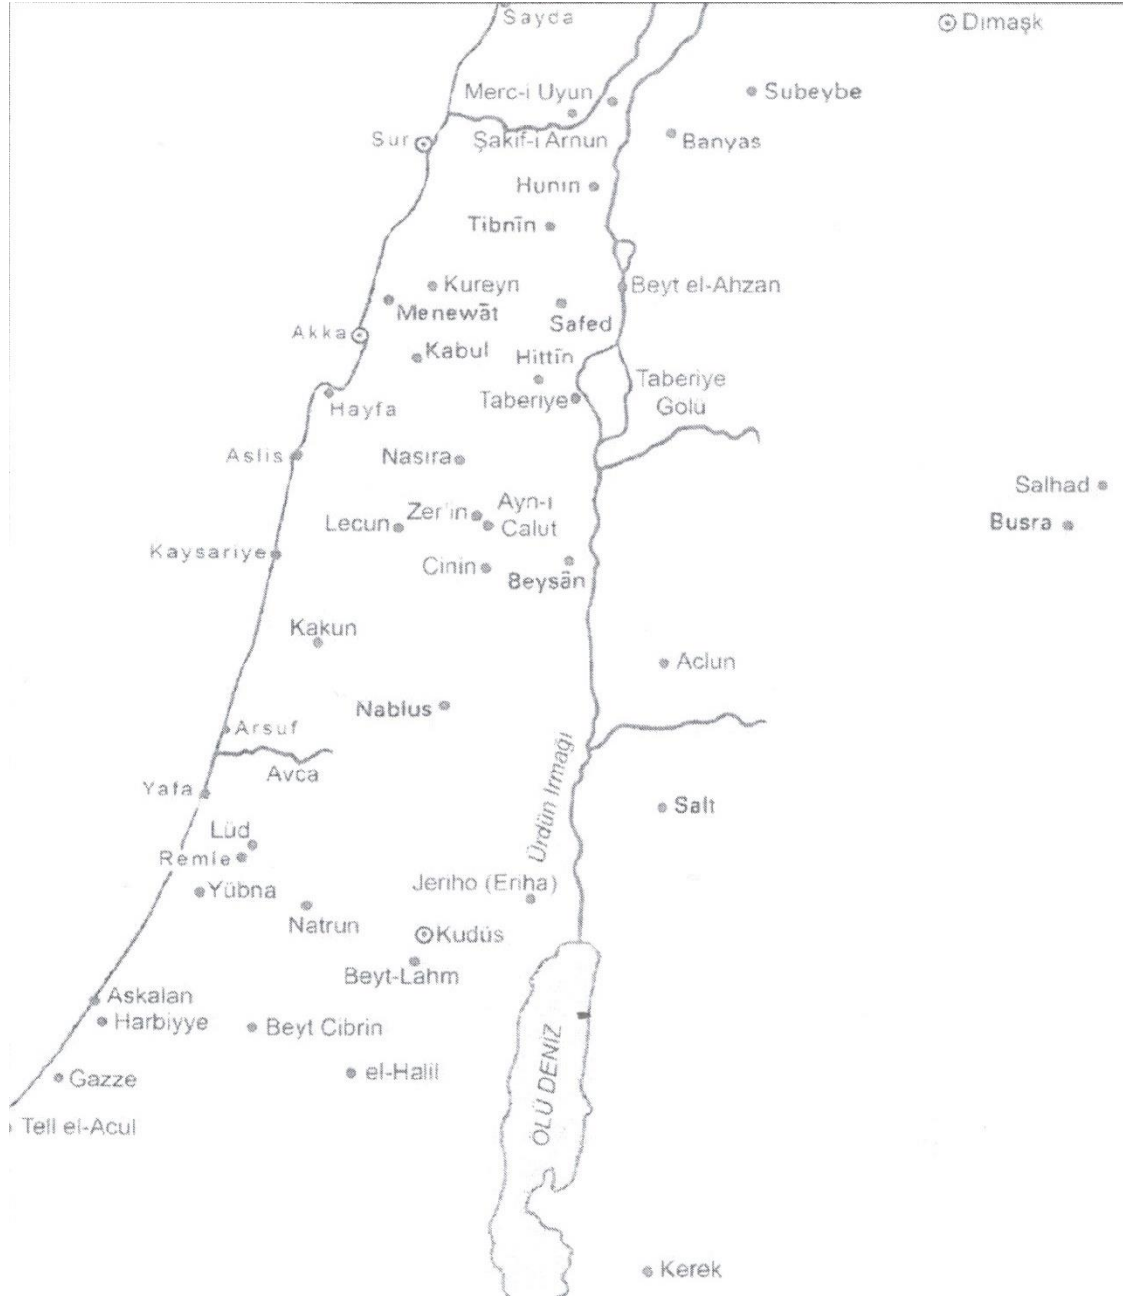 Sayda
Dımaşk
Merc-i Uyun
Subeybe
Sur
Şakif-i Arnun
Banyas
Hunin
Tibnīn
Kureyn
Beyt el-Ahzan
Menewāt
Safed
Akka
Kabul
Hittīn
Taberiye
Hayfa
Taberiye
Gölü
Aslis
Nasıra
Salhad
Zer'in
Ayn-ı
Calut
Lecun
Busra
Kaysariye
Cinin
Beysān
Kakun
Aclun
Nablus
Arsuf
Avca
Ürdün Irmağı
Yafa
Salt
Lüd
Remle
Yübna
Jeriho (Eriha)
Natrun
Kudüs
Beyt-Lahm
Askalan
Harbiyye
Beyt Cibrin
ÖLÜ DENİZ
Gazze
el-Halil
Tell el-Acul
Kerek